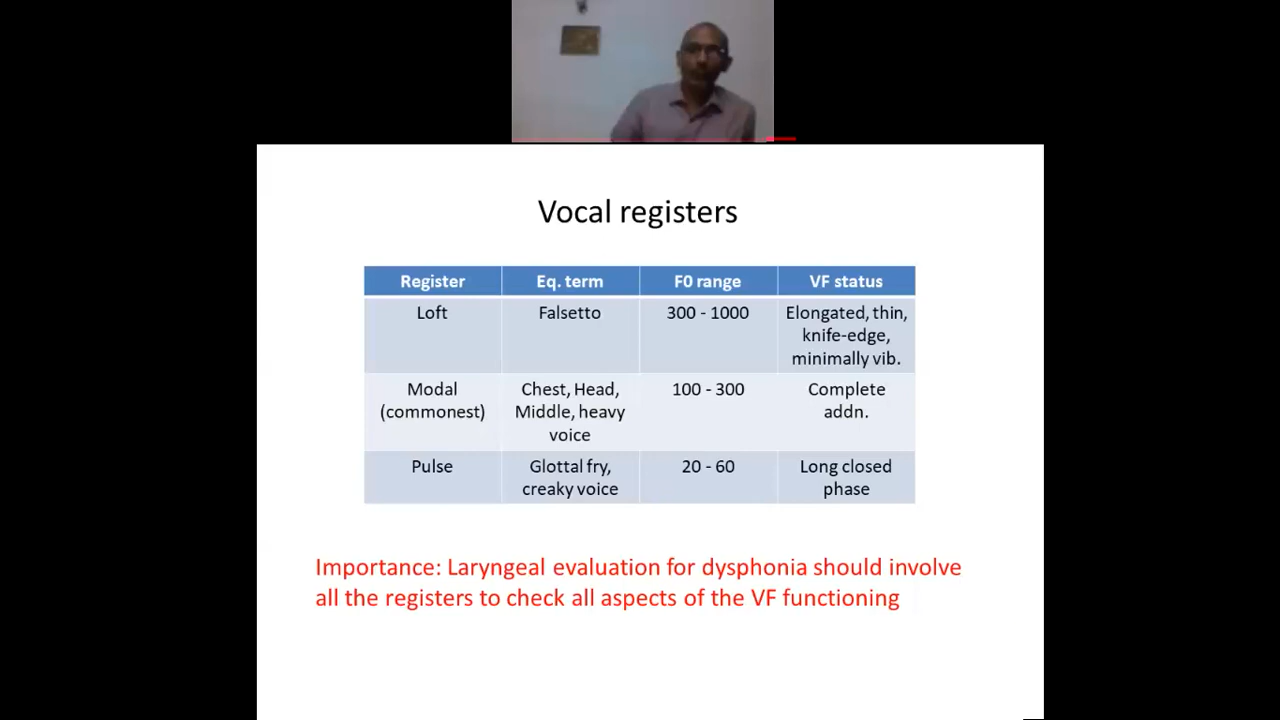 Vocal registers
Register Eq. term F0 range VF status
Loft Falsetto 300 - 1000 Elongated, thin,
knife-edge,
minimally vib.
Modal Chest, Head, 100 - 300 Complete
(commonest) Middle, heavy addn.
voice
Pulse Glottal fry, 20 - 60 Long closed
creaky voice phase
Importance: Laryngeal evaluation for dysphonia should involve
all the registers to check all aspects of the VF functioning